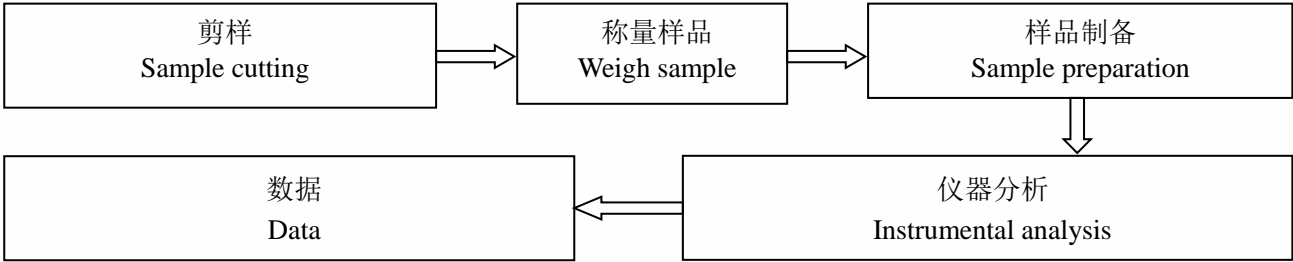 剪样
Sample cutting
称量样品
Weigh sample
样品制备
Sample preparation
仪器分析
Instrumental analysis
数据
Data